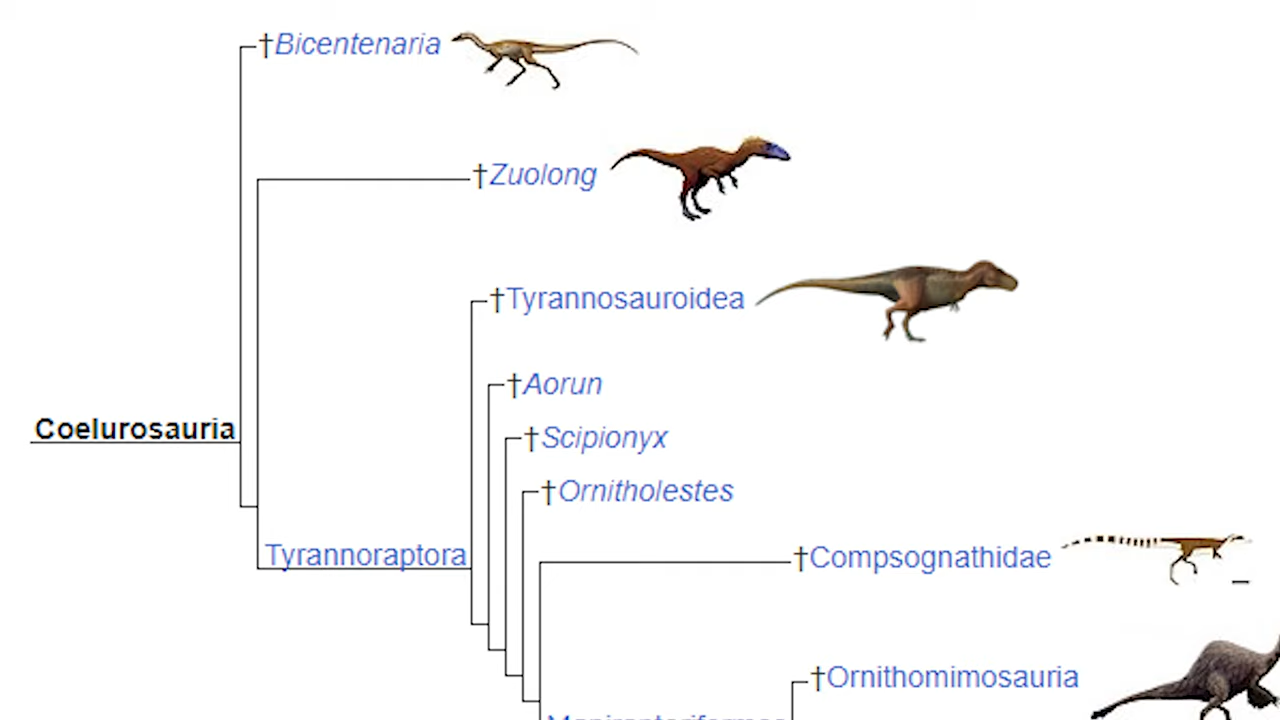 †Bicentenaria
†Zuolong
†Tyrannosauroidea
†Aorun
Coelurosauria
†Scipionyx
†Ornitholestes
Tyrannoraptora
†Compsognathidae
†Ornithomimosauria